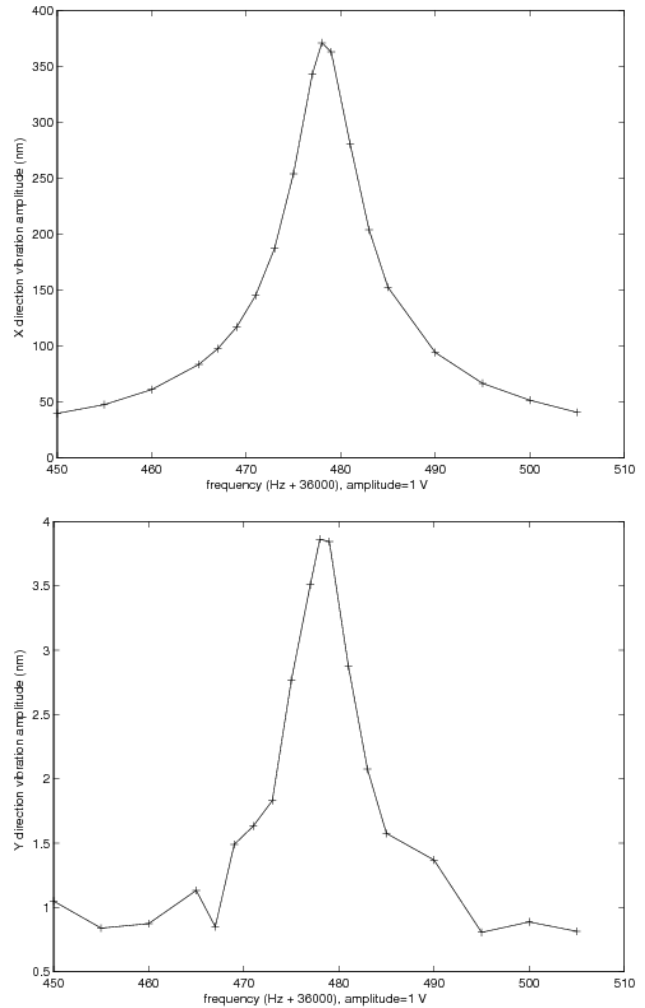 400
350
300
250
200
150
100
50
0
X direction vibration amplitude (nm)
450 460 470 480 490 500 510
frequency (Hz + 36000), amplitude=1 V
4
3.5
3
2.5
2
1.5
1
0.5
Y direction vibration amplitude (nm)
450 460 470 480 490 500 510
frequency (Hz + 36000), amplitude=1 V